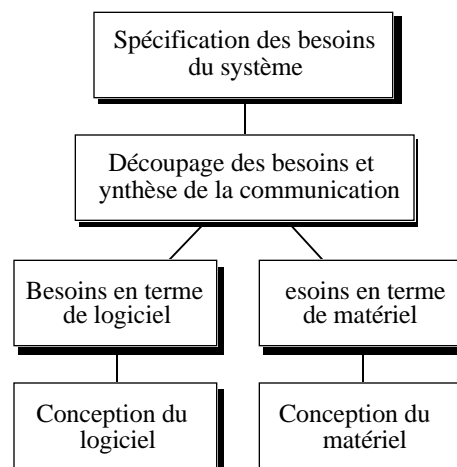 Spécification des besoins
du système
Découpage des besoins et
ynthèse de la communication
Besoins en terme
de logiciel
esoins en terme
de matériel
Conception du
logiciel
Conception du
matériel